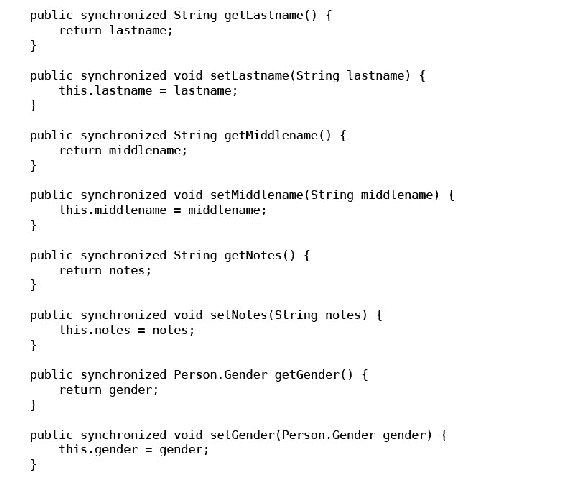 public synchronized String getLastname() {
    return lastname;
}

public synchronized void setLastname(String lastname) {
    this.lastname = lastname;
}

public synchronized String getMiddlename() {
    return middlename;
}

public synchronized void setMiddlename(String middlename) {
    this.middlename = middlename;
}

public synchronized String getNotes() {
    return notes;
}

public synchronized void setNotes(String notes) {
    this.notes = notes;
}

public synchronized Person.Gender getGender() {
    return gender;
}

public synchronized void setGender(Person.Gender gender) {
    this.gender = gender;
}